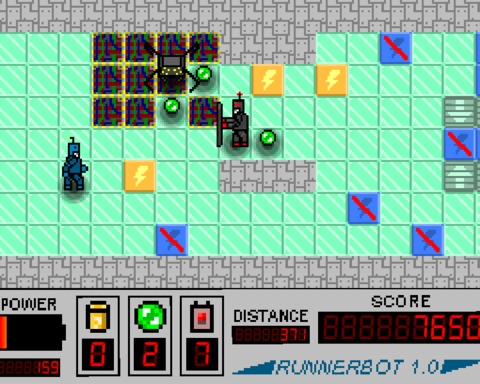 POWER
159
0
2
7
DISTANCE
371
SCORE
7650
RUNNERBOT 1.0